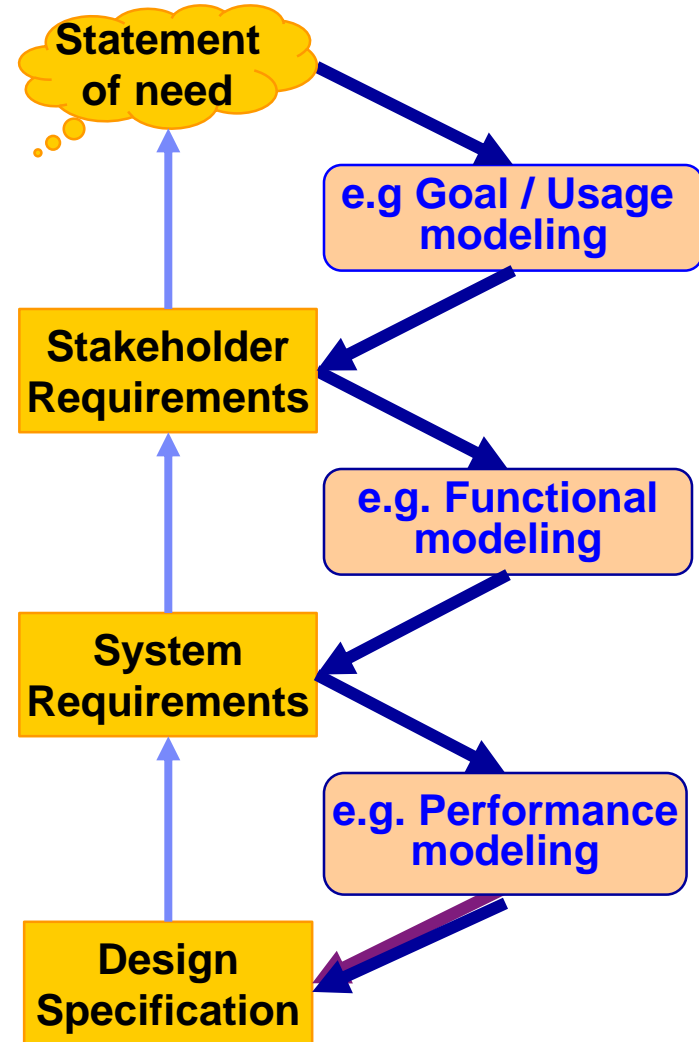 Statement
of need
e.g Goal / Usage
modeling
Stakeholder
Requirements
e.g. Functional
modeling
System
Requirements
e.g. Performance
modeling
Design
Specification